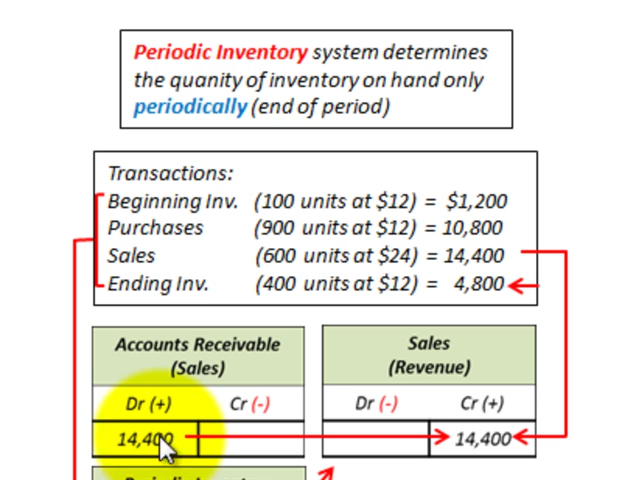 Periodic Inventory system determines
the quanity of inventory on hand only
periodically (end of period)
Transactions:
Beginning Inv. (100 units at $12) = $1,200
Purchases (900 units at $12) = 10,800
Sales (600 units at $24) = 14,400
Ending Inv. (400 units at $12) = 4,800
Accounts Receivable
(Sales)
Dr (+) Cr (-)
14,400
Sales
(Revenue)
Dr (-) Cr (+)
14,400